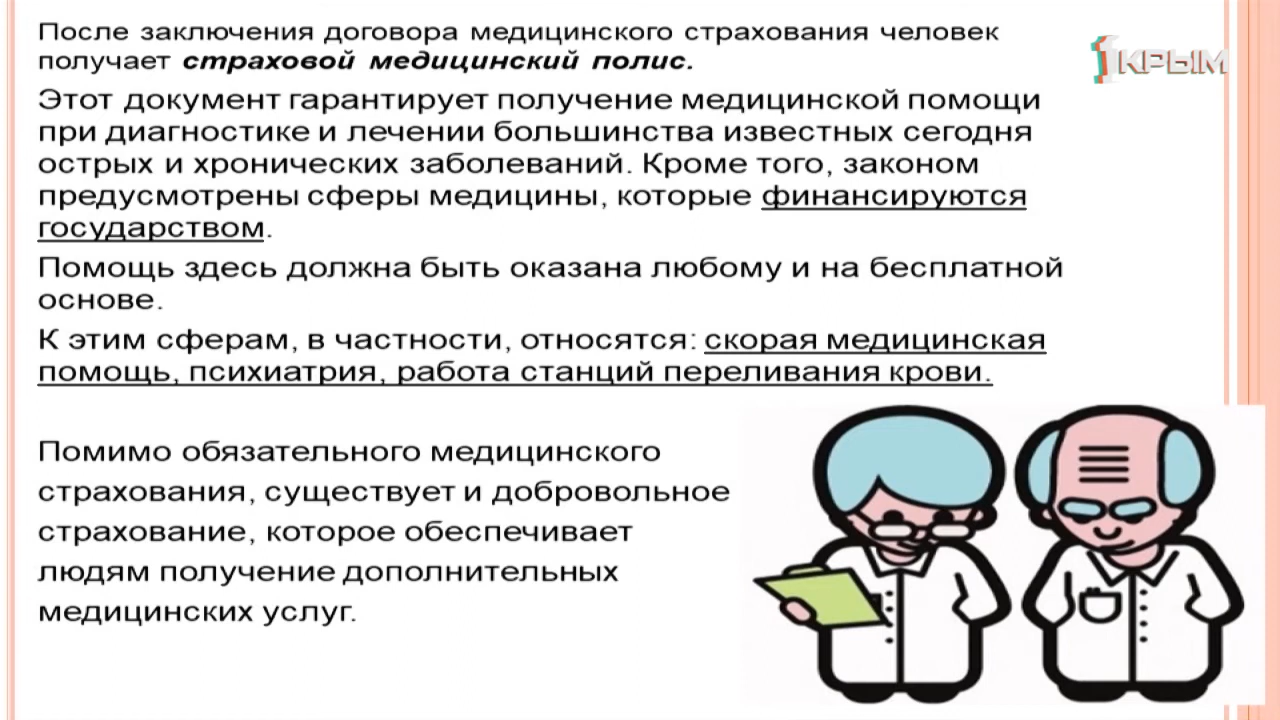 После заключения договора медицинского страхования человек
получает страховой медицинский полис.
Этот документ гарантирует получение медицинской помощи
при диагностике и лечении большинства известных сегодня
острых и хронических заболеваний. Кроме того, законом
предусмотрены сферы медицины, которые финансируются
государством.
Помощь здесь должна быть оказана любому и на бесплатной
основе.
К этим сферам, в частности, относятся: скорая медицинская
помощь, психиатрия, работа станций переливания крови.
Помимо обязательного медицинского
страхования, существует и добровольное
страхование, которое обеспечивает
людям получение дополнительных
медицинских услуг.
1КРЫМ